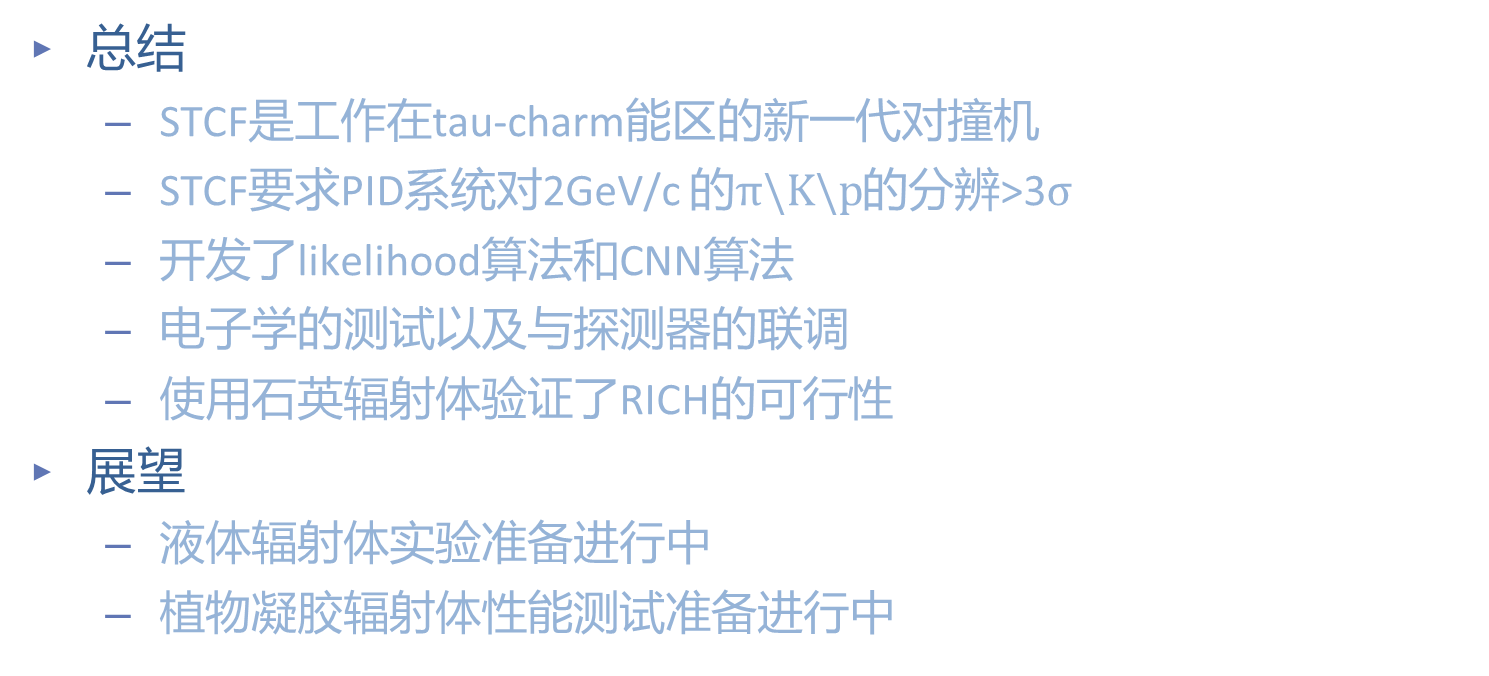 ► 总结
– STCF是工作在tau-charm能区的新一代对撞机
– STCF要求PID系统对2GeV/c 的π\K\p的分辨>3σ
– 开发了likelihood算法和CNN算法
– 电子学的测试以及与探测器的联调
– 使用石英辐射体验证了RICH的可行性
► 展望
– 液体辐射体实验准备进行中
– 植物凝胶辐射体性能测试准备进行中